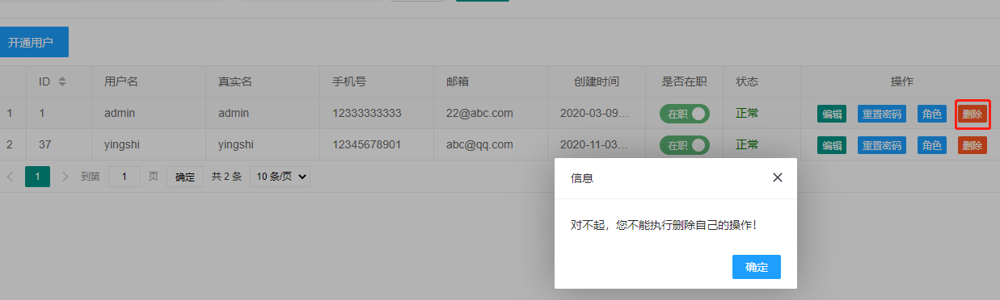 开通用户
ID 用户名 真实名 手机号 邮箱 创建时间 是否在职 状态 操作
1 1 admin admin 12333333333 22@abc.com 2020-03-09... 在职 正常 编辑 重置密码 角色 删除
2 37 yingshi yingshi 12345678901 abc@qq.com 2020-11-03... 在职 正常 编辑 重置密码 角色 删除
1 到第 1 页 确定 共 2 条 10 条/页
信息
对不起，您不能执行删除自己的操作！
确定